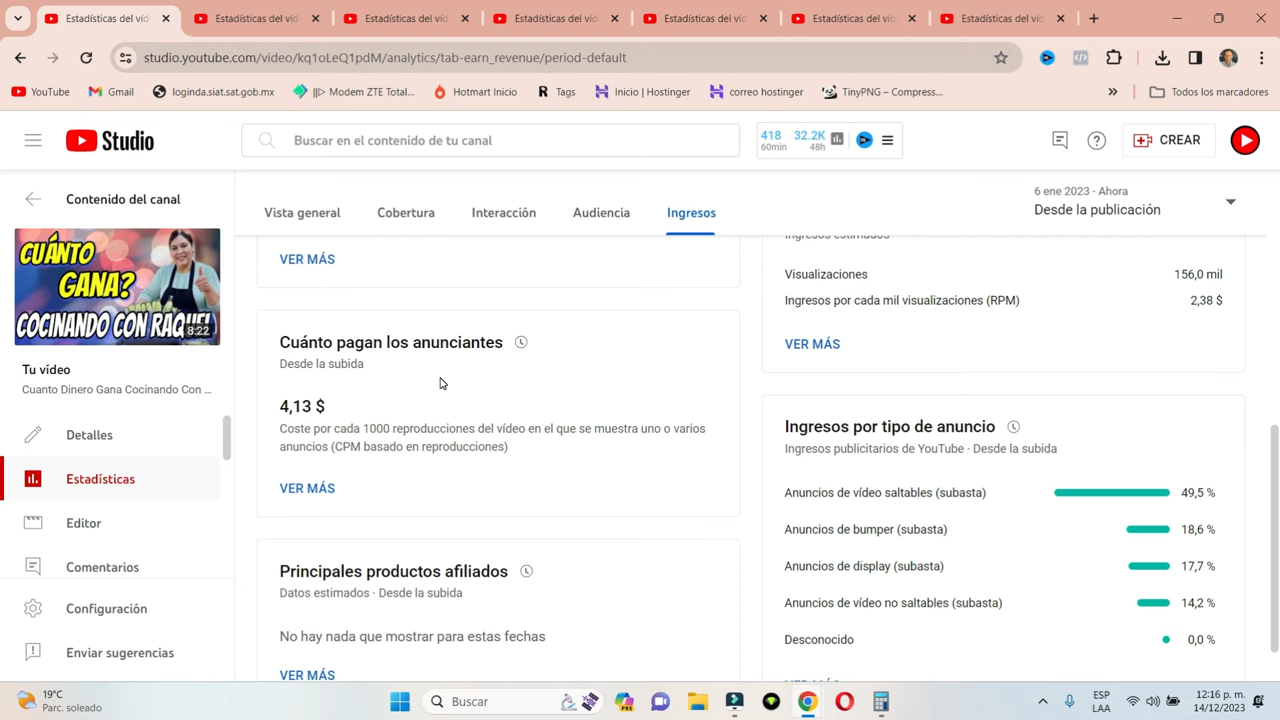 Estadísticas del víd
Estadísticas del víd
Estadísticas del víd
Estadísticas del víd
Estadísticas del víd
Estadísticas del víd
Estadísticas del víd
studio.youtube.com/video/kq1oLeQ1pdM/analytics/tab-earn_revenue/period-default
YouTube
Gmail
loginda.siat.sat.gob.mx
||▷ Modem ZTE Total...
Hotmart Inicio
Tags
Inicio | Hostinger
correo hostinger
TinyPNG – Compress...
»
Todos los marcadores
Studio
Buscar en el contenido de tu canal
418 32.2K
60min 48h
CREAR
Contenido del canal
Vista general
Cobertura
Interacción
Audiencia
Ingresos
6 ene 2023 - Ahora
Desde la publicación
CUÁNTO
GANA?
COCINANDO CON RAQUEL
8:22
Tu vídeo
Cuanto Dinero Gana Cocinando Con ...
Detalles
Estadísticas
Editor
Comentarios
Configuración
Enviar sugerencias
VER MÁS
Cuánto pagan los anunciantes
Desde la subida
4,13 $
Coste por cada 1000 reproducciones del vídeo en el que se muestra uno o varios
anuncios (CPM basado en reproducciones)
VER MÁS
Principales productos afiliados
Datos estimados · Desde la subida
No hay nada que mostrar para estas fechas
VER MÁS
Ingresos estimados
Visualizaciones 156,0 mil
Ingresos por cada mil visualizaciones (RPM) 2,38 $
VER MÁS
Ingresos por tipo de anuncio
Ingresos publicitarios de YouTube · Desde la subida
Anuncios de vídeo saltables (subasta) 49,5 %
Anuncios de bumper (subasta) 18,6 %
Anuncios de display (subasta) 17,7 %
Anuncios de vídeo no saltables (subasta) 14,2 %
Desconocido 0,0 %
VER MÁS
19°C
Parc. soleado
Buscar
PRE
ESP
LAA
12:16 p. m.
14/12/2023